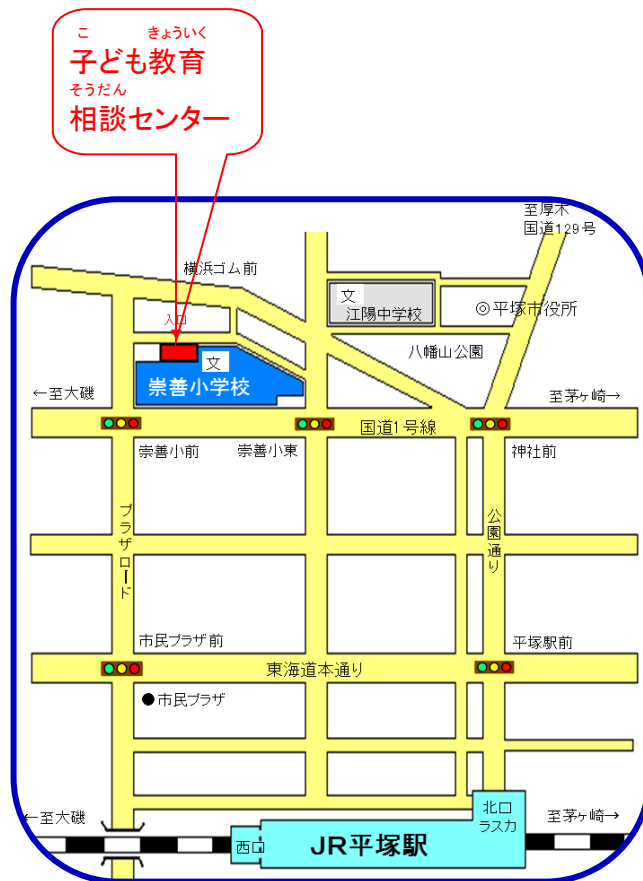 こ きょういく
子ども教育
そうだん
相談センター
至厚木
国道129号
横浜ゴム前
文
江陽中学校
◎平塚市役所
入口
八幡山公園
文
崇善小学校
←至大磯
至茅ヶ崎→
国道1号線
崇善小前
崇善小東
神社前
プラザロード
公園通り
市民プラザ前
平塚駅前
東海道本通り
●市民プラザ
北口
ラスカ
←至大磯
至茅ヶ崎→
西口
JR平塚駅